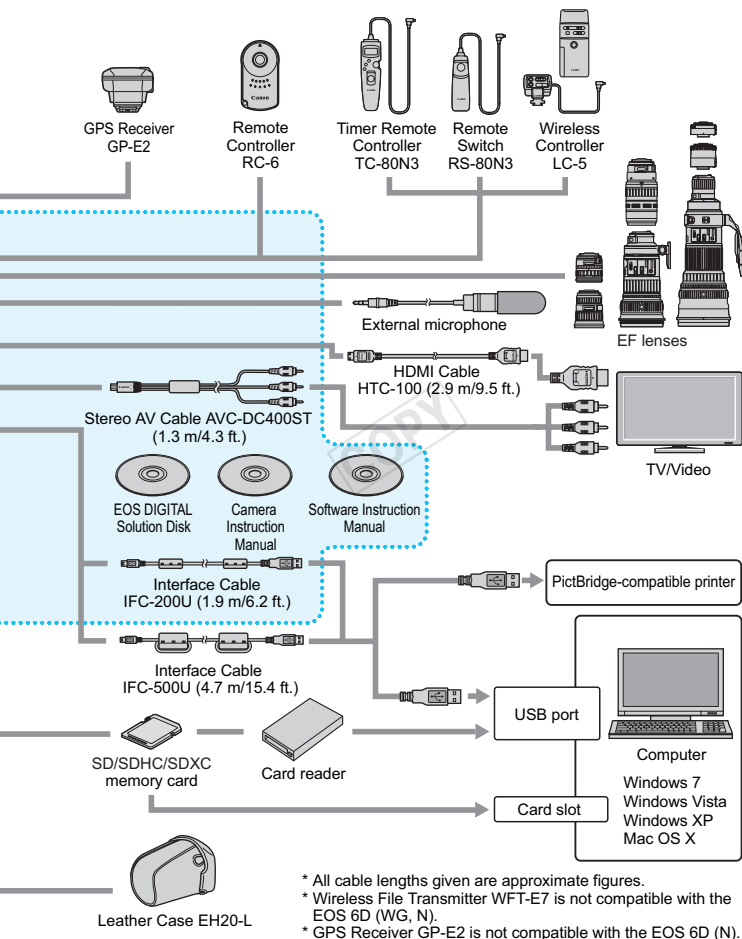 GPS Receiver
GP-E2
Remote
Controller
RC-6
Timer Remote
Controller
TC-80N3
Remote
Switch
RS-80N3
Wireless
Controller
LC-5
Canon
External microphone
EF lenses
HDMI Cable
HTC-100 (2.9 m/9.5 ft.)
Stereo AV Cable AVC-DC400ST
(1.3 m/4.3 ft.)
TV/Video
COPY
EOS DIGITAL
Solution Disk
Camera
Instruction
Manual
Software Instruction
Manual
Interface Cable
IFC-200U (1.9 m/6.2 ft.)
PictBridge-compatible printer
Interface Cable
IFC-500U (4.7 m/15.4 ft.)
USB port
Computer
SD/SDHC/SDXC
memory card
Card reader
Windows 7
Windows Vista
Windows XP
Mac OS X
Card slot
Leather Case EH20-L
* All cable lengths given are approximate figures.
* Wireless File Transmitter WFT-E7 is not compatible with the
EOS 6D (WG, N).
* GPS Receiver GP-E2 is not compatible with the EOS 6D (N).